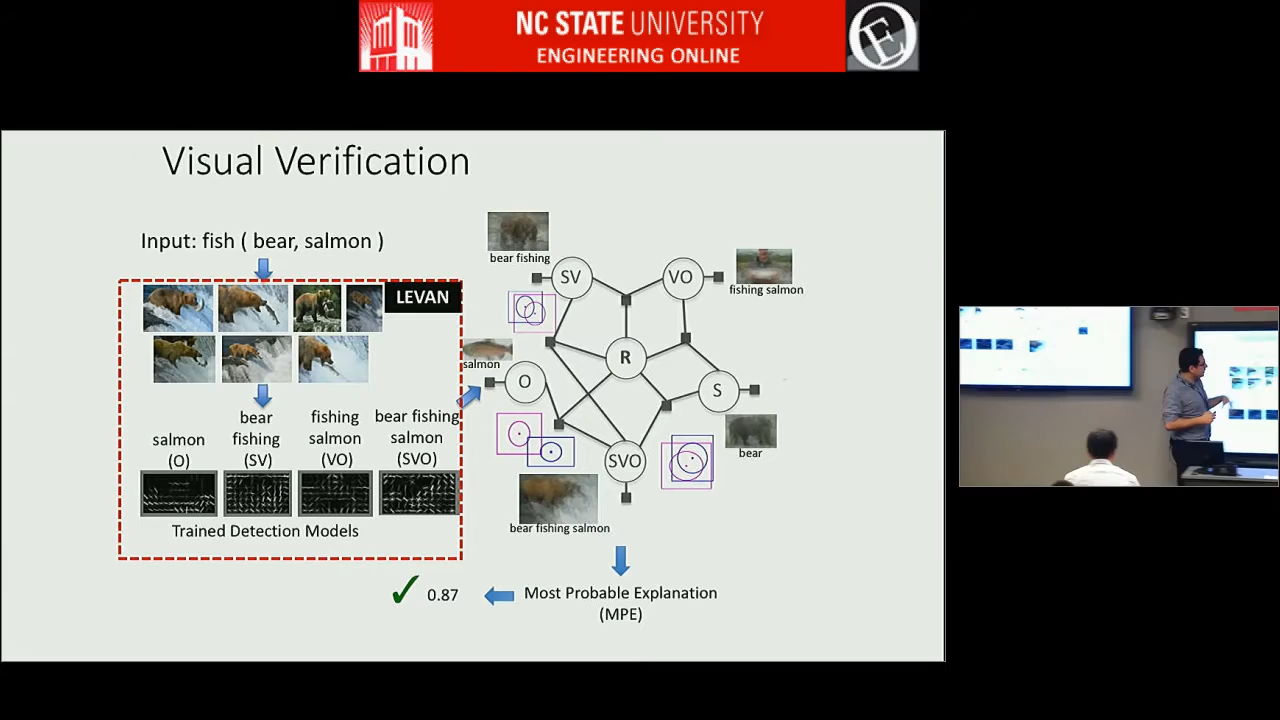 NC STATE UNIVERSITY
ENGINEERING ONLINE
Visual Verification
Input: fish ( bear, salmon )
LEVAN
salmon
(O)
bear
fishing
(SV)
fishing
salmon
(VO)
bear fishing
salmon
(SVO)
Trained Detection Models
bear fishing
SV
VO
fishing salmon
salmon
O
R
S
bear
SVO
bear fishing salmon
Most Probable Explanation
(MPE)
0.87